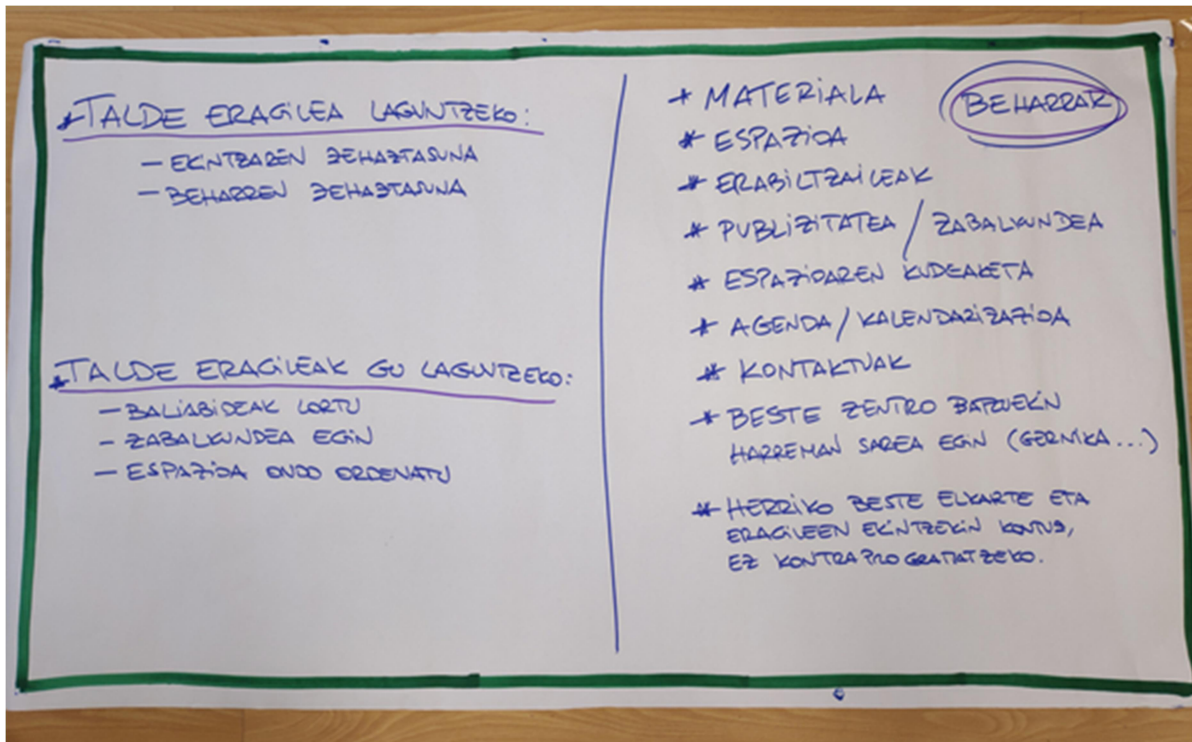 * TALDE ERAGILEA LAGUNTZEKO:
– EKINTZAREN ZEHAZTASUNA
– BEHARREN ZEHAZTASUNA
* TALDE ERAGILEAK GU LAGUNTZEKO:
– BALIABIDEAK LORTU
– ZABALKUNDEA EGIN
– ESPAZIOA ONDO ORDENATU
BEHARRAK
* MATERIALA
* ESPAZIOA
* ERABILTZAILEAK
* PUBLIZITATEA / ZABALKUNDEA
* ESPAZIOAREN KUDEAKETA
* AGENDA / KALENDARIZAZIOA
* KONTAKTUAK
* BESTE ZENTRO BATZUEKIN
HARREMAN SAREA EGIN (GERNIKA...)
* HERRIKO BESTE ELKARTE ETA
ERAGILEEN EKINTZEKIN KONTUZ,
EZ KONTRAPROGRAMATZEKO.